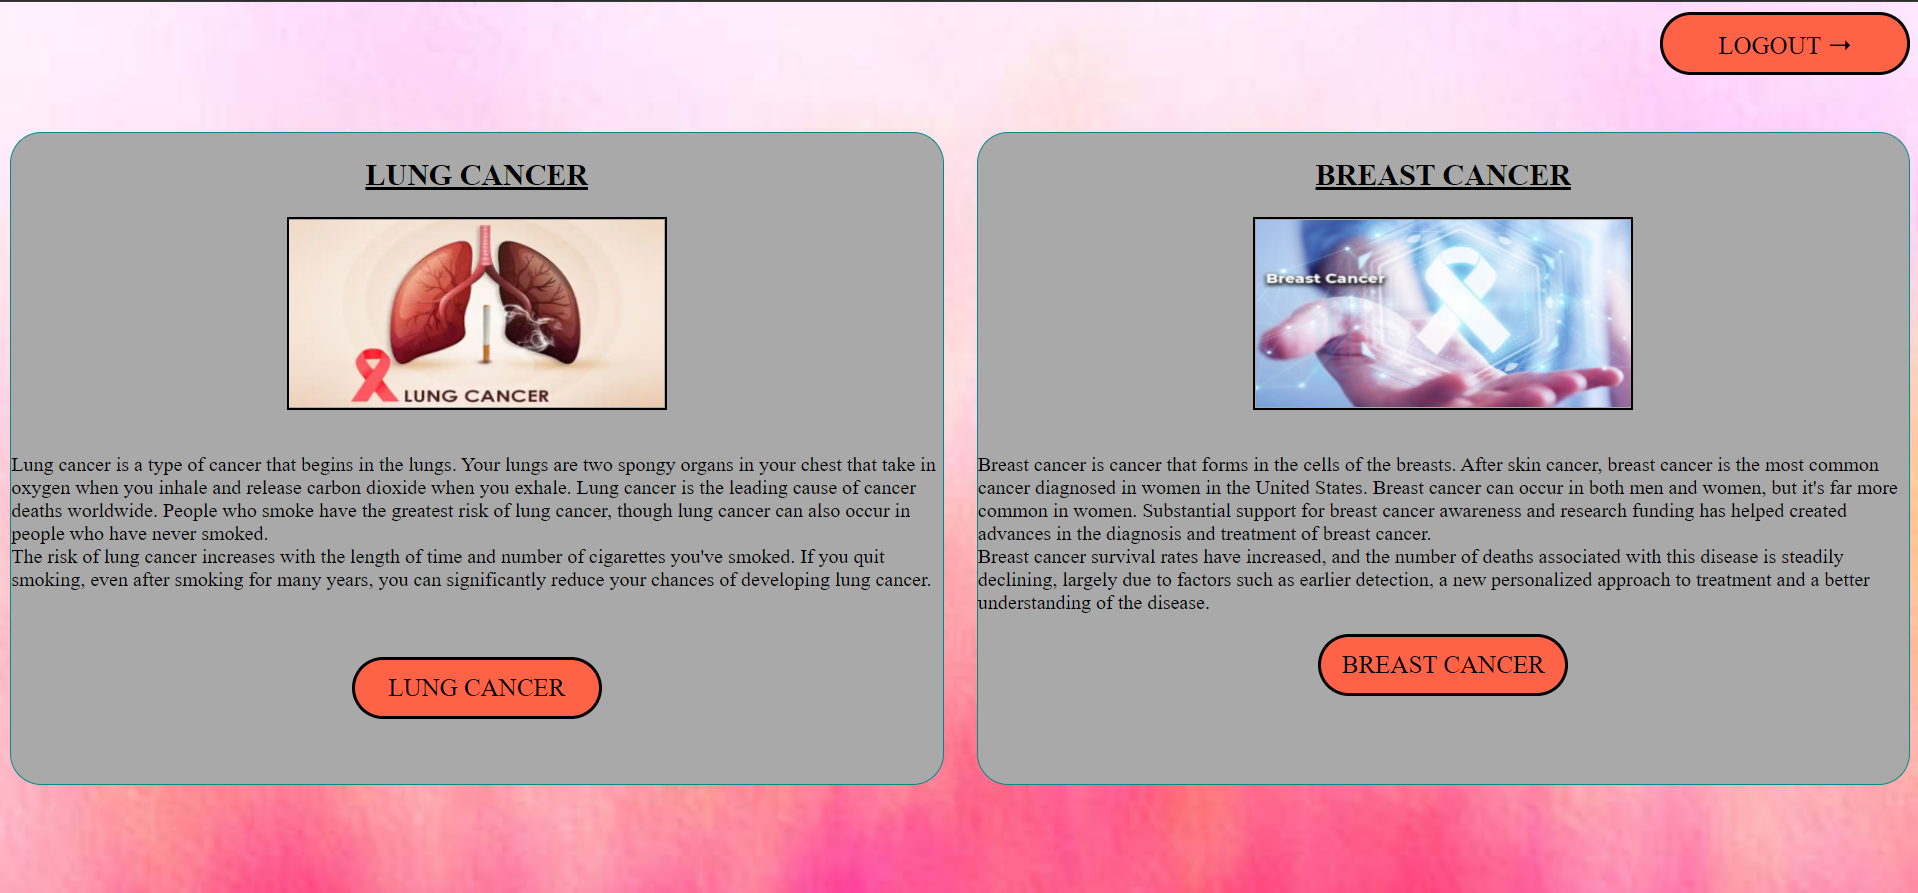 LOGOUT →
LUNG CANCER
LUNG CANCER
Lung cancer is a type of cancer that begins in the lungs. Your lungs are two spongy organs in your chest that take in
oxygen when you inhale and release carbon dioxide when you exhale. Lung cancer is the leading cause of cancer
deaths worldwide. People who smoke have the greatest risk of lung cancer, though lung cancer can also occur in
people who have never smoked.
The risk of lung cancer increases with the length of time and number of cigarettes you've smoked. If you quit
smoking, even after smoking for many years, you can significantly reduce your chances of developing lung cancer.
LUNG CANCER
BREAST CANCER
Breast Cancer
Breast cancer is cancer that forms in the cells of the breasts. After skin cancer, breast cancer is the most common
cancer diagnosed in women in the United States. Breast cancer can occur in both men and women, but it's far more
common in women. Substantial support for breast cancer awareness and research funding has helped created
advances in the diagnosis and treatment of breast cancer.
Breast cancer survival rates have increased, and the number of deaths associated with this disease is steadily
declining, largely due to factors such as earlier detection, a new personalized approach to treatment and a better
understanding of the disease.
BREAST CANCER